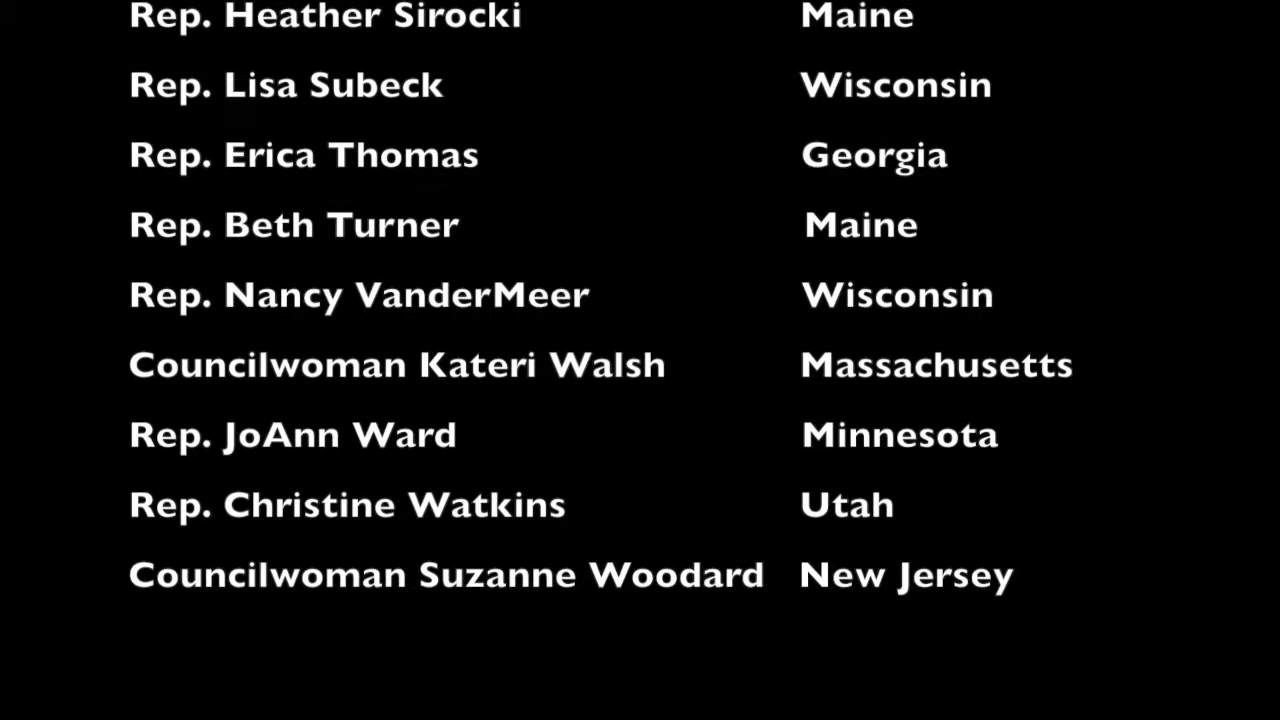 Rep. Heather Sirocki Maine
Rep. Lisa Subeck Wisconsin
Rep. Erica Thomas Georgia
Rep. Beth Turner Maine
Rep. Nancy VanderMeer Wisconsin
Councilwoman Kateri Walsh Massachusetts
Rep. JoAnn Ward Minnesota
Rep. Christine Watkins Utah
Councilwoman Suzanne Woodard New Jersey